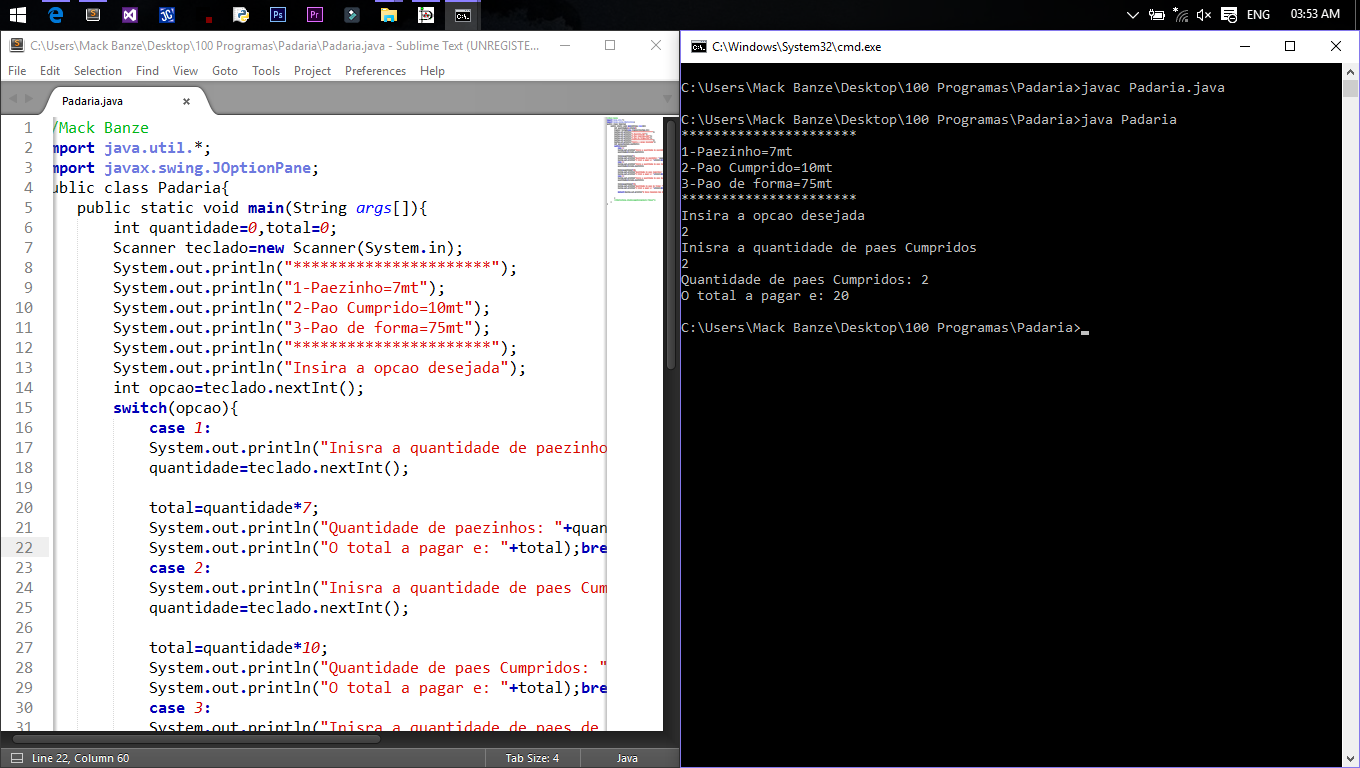 ENG 03:53 AM
C:\Users\Mack Banze\Desktop\100 Programas\Padaria\Padaria.java - Sublime Text (UNREGISTE...
File Edit Selection Find View Goto Tools Project Preferences Help
Padaria.java
1 /Mack Banze
2 mport java.util.*;
3 mport javax.swing.JOptionPane;
4 ublic class Padaria{
5 public static void main(String args[]){
6 int quantidade=0,total=0;
7 Scanner teclado=new Scanner(System.in);
8 System.out.println("**********************");
9 System.out.println("1-Paezinho=7mt");
10 System.out.println("2-Pao Cumprido=10mt");
11 System.out.println("3-Pao de forma=75mt");
12 System.out.println("**********************");
13 System.out.println("Insira a opcao desejada");
14 int opcao=teclado.nextInt();
15 switch(opcao){
16 case 1:
17 System.out.println("Inisra a quantidade de paezinho
18 quantidade=teclado.nextInt();
19
20 total=quantidade*7;
21 System.out.println("Quantidade de paezinhos: "+quan
22 System.out.println("O total a pagar e: "+total);bre
23 case 2:
24 System.out.println("Inisra a quantidade de paes Cum
25 quantidade=teclado.nextInt();
26
27 total=quantidade*10;
28 System.out.println("Quantidade de paes Cumpridos: "
29 System.out.println("O total a pagar e: "+total);bre
30 case 3:
31 System.out.println("Inisra a quantidade de paes de
Line 22, Column 60 Tab Size: 4 Java
C:\Windows\System32\cmd.exe
C:\Users\Mack Banze\Desktop\100 Programas\Padaria>javac Padaria.java
C:\Users\Mack Banze\Desktop\100 Programas\Padaria>java Padaria
**********************
1-Paezinho=7mt
2-Pao Cumprido=10mt
3-Pao de forma=75mt
**********************
Insira a opcao desejada
2
Inisra a quantidade de paes Cumpridos
2
Quantidade de paes Cumpridos: 2
O total a pagar e: 20
C:\Users\Mack Banze\Desktop\100 Programas\Padaria>